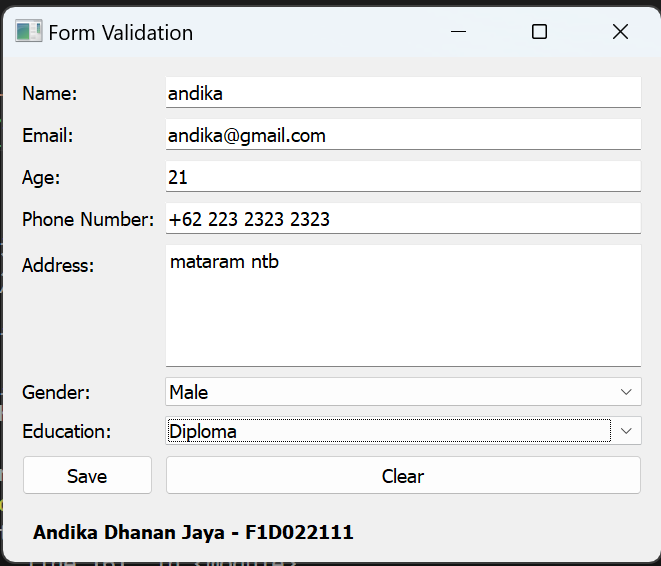 Form Validation
Name: andika
Email: andika@gmail.com
Age: 21
Phone Number: +62 223 2323 2323
Address: mataram ntb
Gender: Male
Education: Diploma
Save Clear
Andika Dhanan Jaya - F1D022111